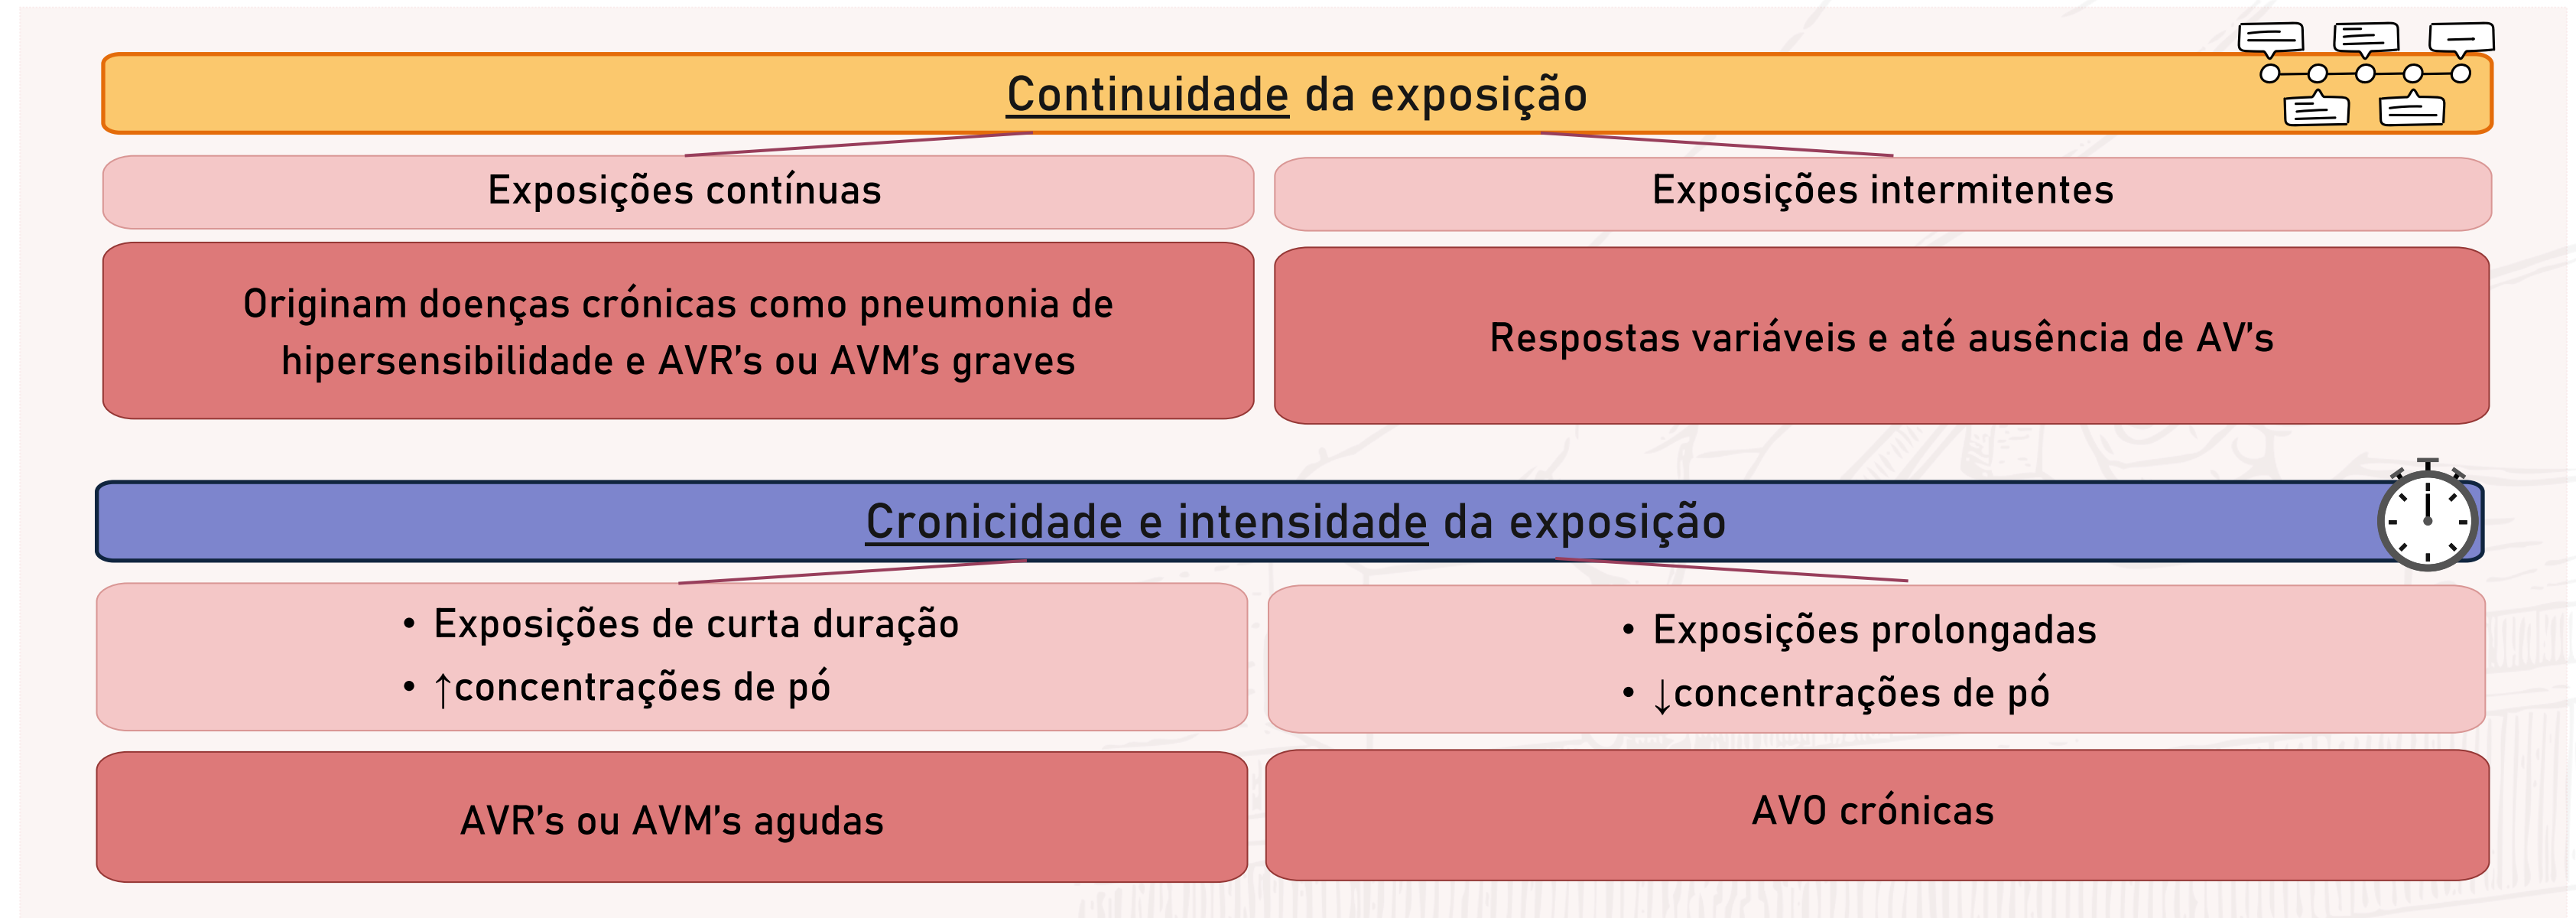 Continuidade da exposição
Exposições contínuas
Exposições intermitentes
Originam doenças crónicas como pneumonia de
hipersensibilidade e AVR’s ou AVM’s graves
Respostas variáveis e até ausência de AV’s
Cronicidade e intensidade da exposição
• Exposições de curta duração
• ↑concentrações de pó
• Exposições prolongadas
• ↓concentrações de pó
AVR’s ou AVM’s agudas
AVO crónicas